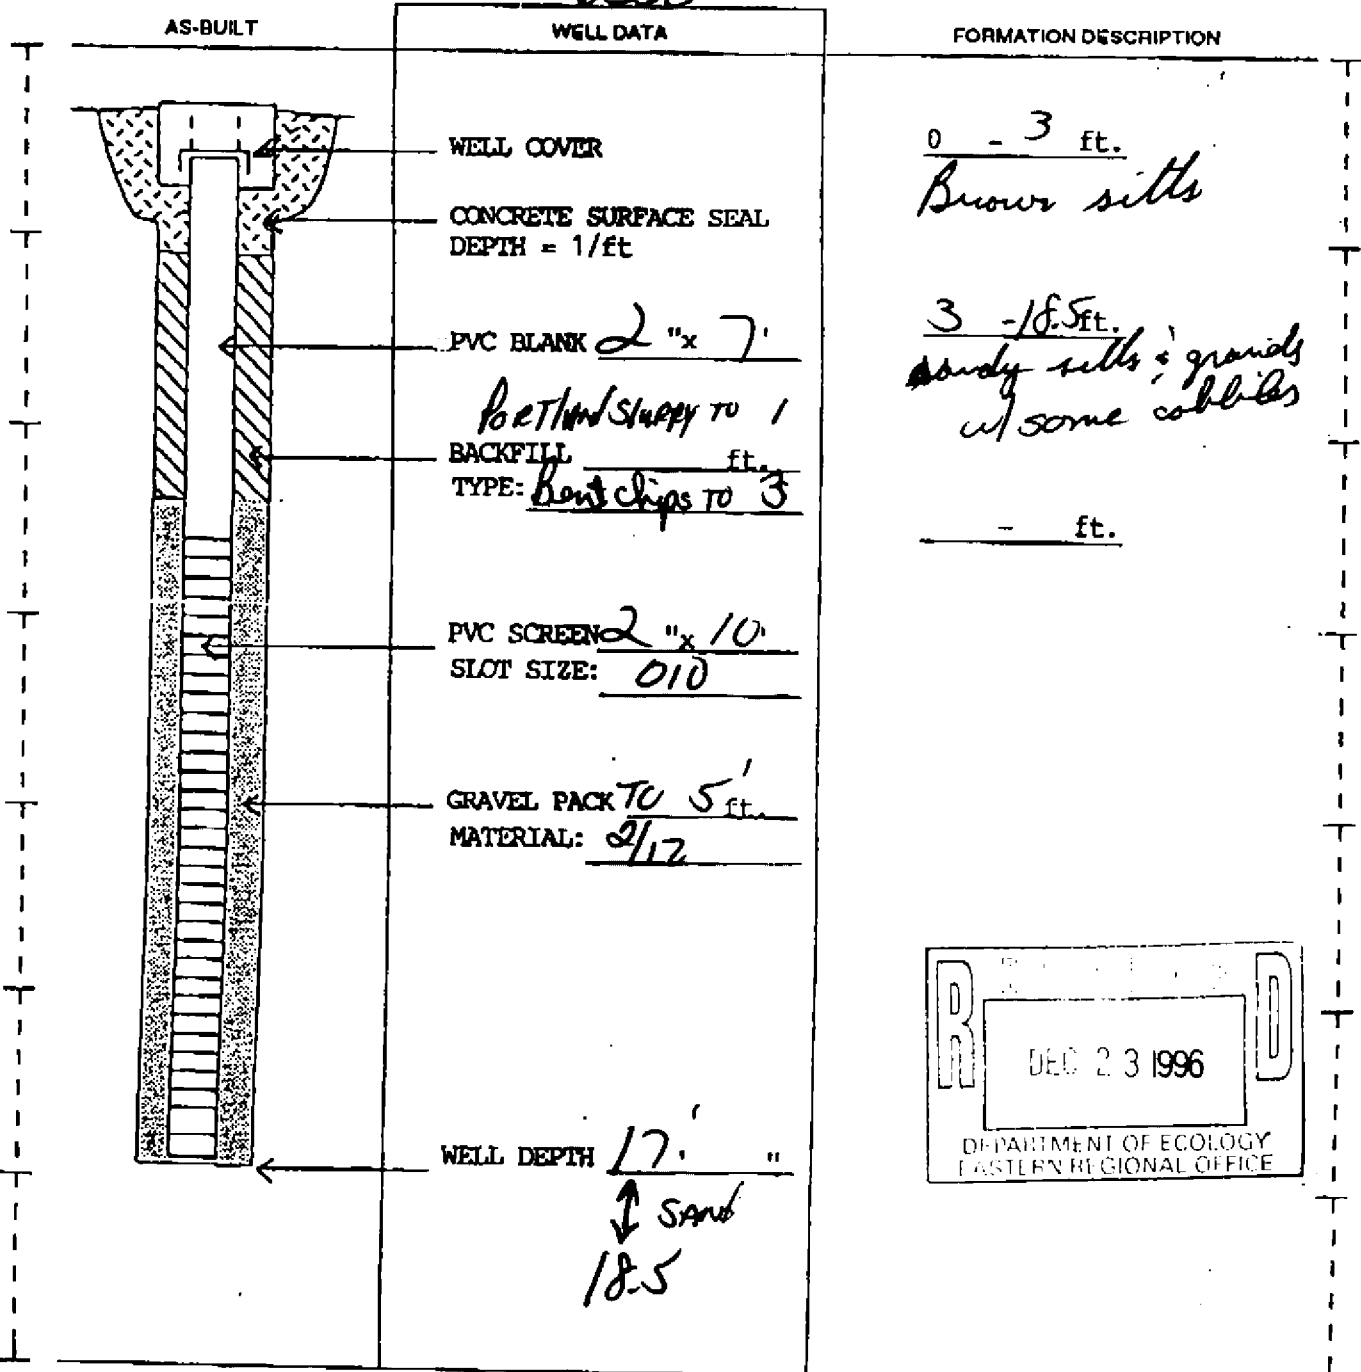 AS-BUILT
WELL DATA
FORMATION DESCRIPTION
WELL COVER
CONCRETE SURFACE SEAL
DEPTH = 1/ft
PVC BLANK 2 "x 7'
Portland Slurry TO 1
BACKFILL ft.
TYPE: Bent chips TO 3
PVC SCREEN 2 "x 10'
SLOT SIZE: 010
GRAVEL PACK TO 5' ft.
MATERIAL: 2/12
WELL DEPTH 17' "
↕ SAND
18.5
0 - 3 ft.
Brown silts
3 - 18.5 ft.
sandy silts & gravels
w/ some cobbles
- ft.
R D
DEC 23 1996
DEPARTMENT OF ECOLOGY
EASTERN REGIONAL OFFICE